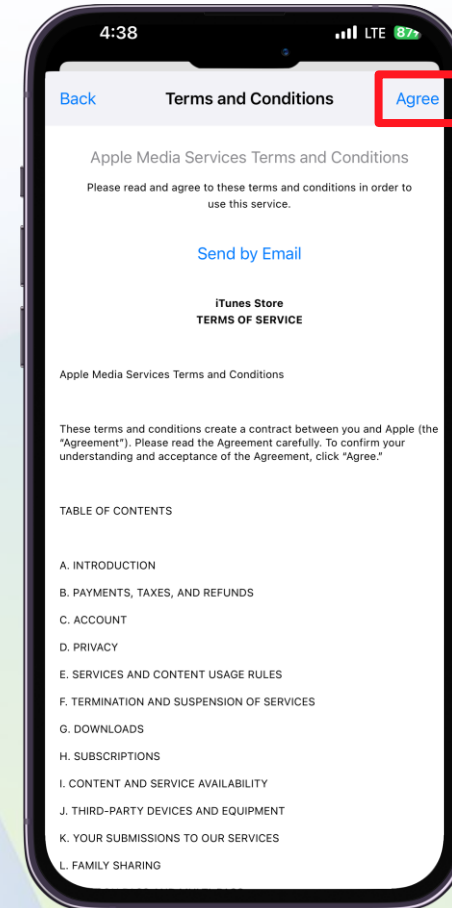 4:38 LTE 87
Back Terms and Conditions Agree
Apple Media Services Terms and Conditions
Please read and agree to these terms and conditions in order to
use this service.
Send by Email
iTunes Store
TERMS OF SERVICE
Apple Media Services Terms and Conditions
These terms and conditions create a contract between you and Apple (the
“Agreement”). Please read the Agreement carefully. To confirm your
understanding and acceptance of the Agreement, click “Agree.”
TABLE OF CONTENTS
A. INTRODUCTION
B. PAYMENTS, TAXES, AND REFUNDS
C. ACCOUNT
D. PRIVACY
E. SERVICES AND CONTENT USAGE RULES
F. TERMINATION AND SUSPENSION OF SERVICES
G. DOWNLOADS
H. SUBSCRIPTIONS
I. CONTENT AND SERVICE AVAILABILITY
J. THIRD-PARTY DEVICES AND EQUIPMENT
K. YOUR SUBMISSIONS TO OUR SERVICES
L. FAMILY SHARING